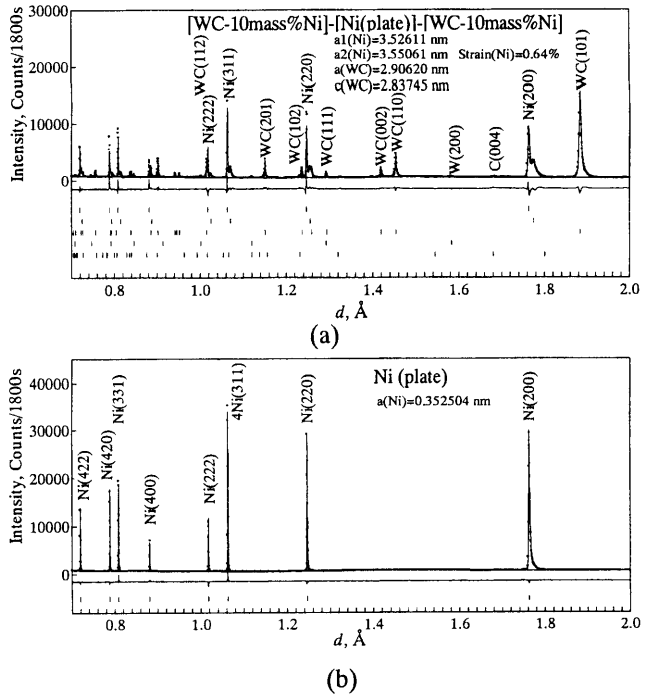 [WC-10mass%Ni]-[Ni(plate)]-[WC-10mass%Ni]
a1(Ni)=3.52611 nm
a2(Ni)=3.55061 nm Strain(Ni)=0.64%
a(WC)=2.90620 nm
c(WC)=2.83745 nm
Intensity, Counts/1800s
30000
20000
10000
0
WC(112)
Ni(222)
Ni(311)
WC(201)
WC(102)
Ni(220)
WC(111)
WC(002)
WC(110)
W(200)
C(004)
Ni(200)
WC(101)
0.8 1.0 1.2 1.4 1.6 1.8 2.0
d, Å
(a)
Ni (plate)
a(Ni)=0.352504 nm
Intensity, Counts/1800s
40000
30000
20000
10000
0
Ni(422)
Ni(420)
Ni(331)
Ni(400)
Ni(222)
4Ni(311)
Ni(220)
Ni(200)
0.8 1.0 1.2 1.4 1.6 1.8 2.0
d, Å
(b)